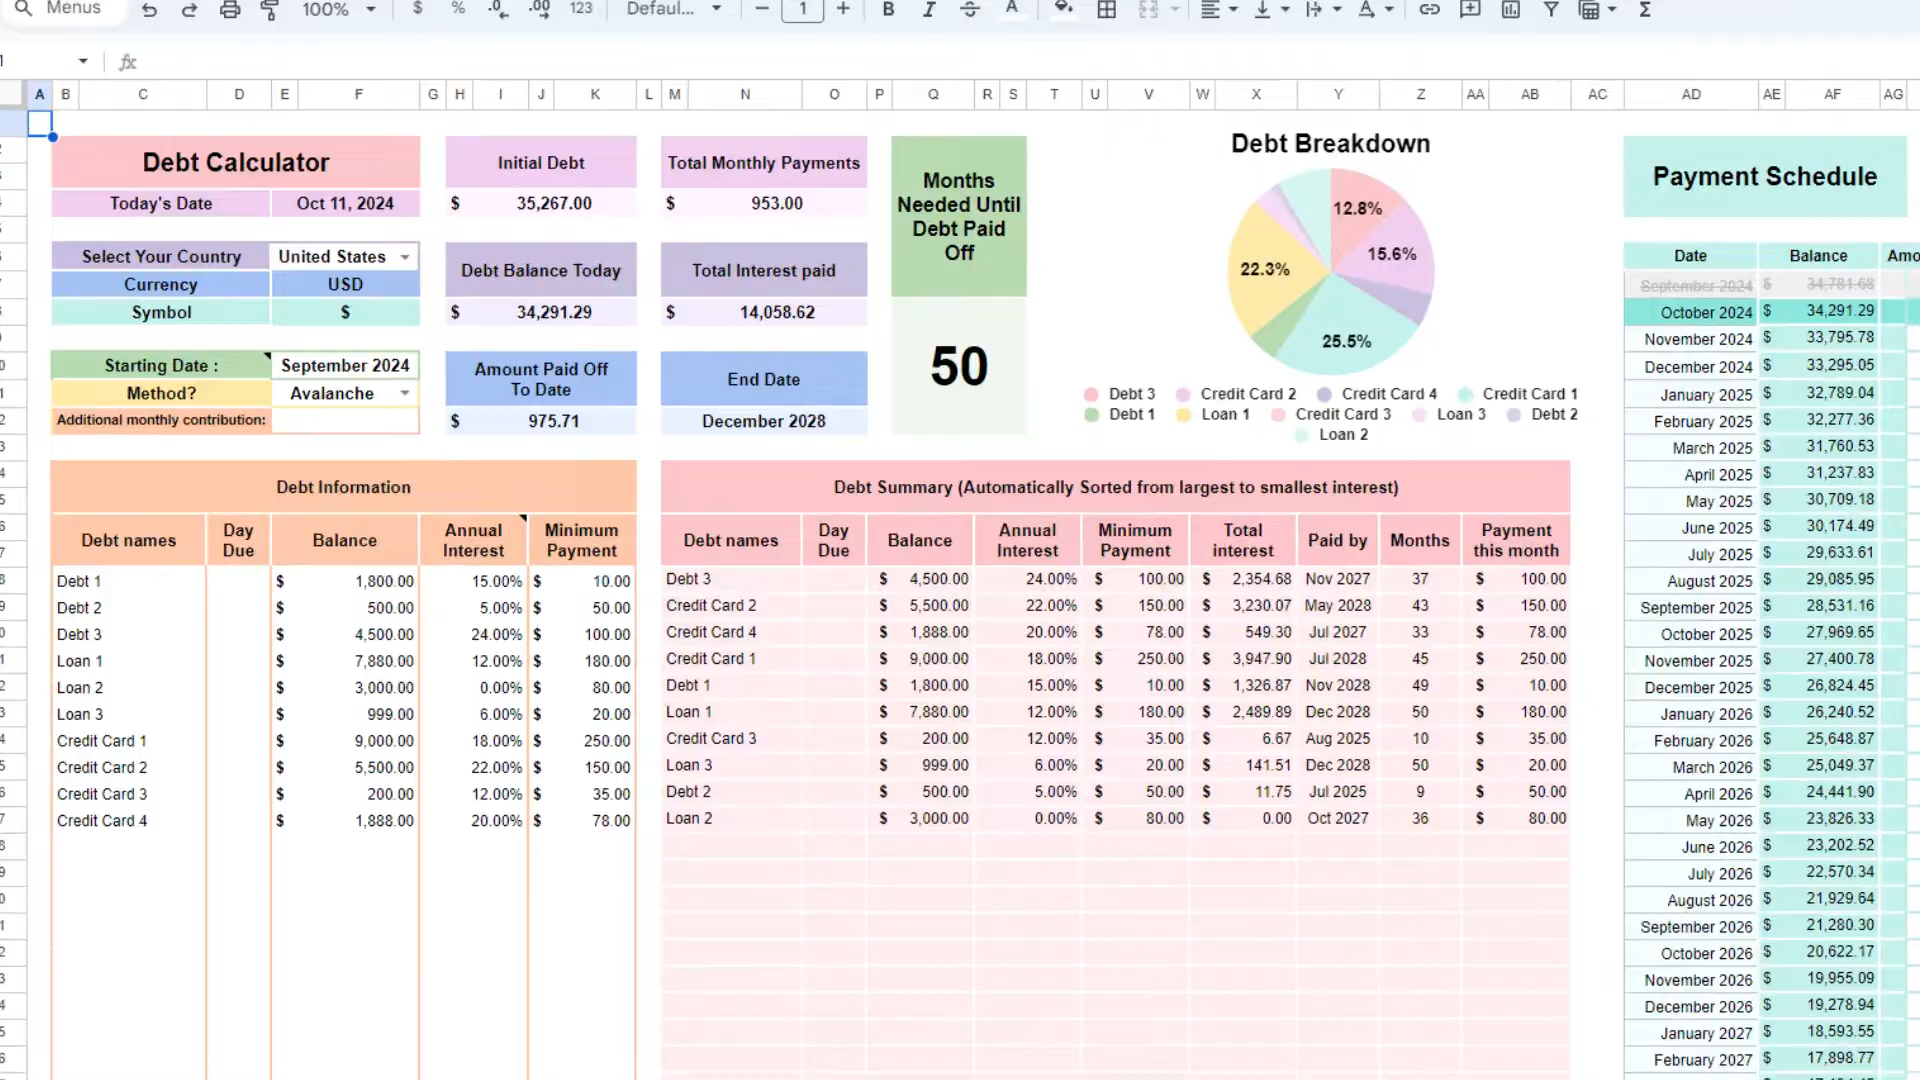 Menus 100% $ % .0 .00 123 Defaul... − 1 + B I A Σ
fx
A B C D E F G H I J K L M N O P Q R S T U V W X Y Z AA AB AC AD AE AF AG
Debt Calculator
Today's Date Oct 11, 2024
Select Your Country United States
Currency USD
Symbol $
Starting Date : September 2024
Method? Avalanche
Additional monthly contribution:
Initial Debt
$ 35,267.00
Debt Balance Today
$ 34,291.29
Amount Paid Off
To Date
$ 975.71
Total Monthly Payments
$ 953.00
Total Interest paid
$ 14,058.62
End Date
December 2028
Months
Needed Until
Debt Paid
Off
50
Debt Breakdown
12.8%
15.6%
22.3%
25.5%
Debt 3 Credit Card 2 Credit Card 4 Credit Card 1
Debt 1 Loan 1 Credit Card 3 Loan 3 Debt 2
Loan 2
Debt Information
Debt names Day Due Balance Annual Interest Minimum Payment
Debt 1 $ 1,800.00 15.00% $ 10.00
Debt 2 $ 500.00 5.00% $ 50.00
Debt 3 $ 4,500.00 24.00% $ 100.00
Loan 1 $ 7,880.00 12.00% $ 180.00
Loan 2 $ 3,000.00 0.00% $ 80.00
Loan 3 $ 999.00 6.00% $ 20.00
Credit Card 1 $ 9,000.00 18.00% $ 250.00
Credit Card 2 $ 5,500.00 22.00% $ 150.00
Credit Card 3 $ 200.00 12.00% $ 35.00
Credit Card 4 $ 1,888.00 20.00% $ 78.00
Debt Summary (Automatically Sorted from largest to smallest interest)
Debt names Day Due Balance Annual Interest Minimum Payment Total interest Paid by Months Payment this month
Debt 3 $ 4,500.00 24.00% $ 100.00 $ 2,354.68 Nov 2027 37 $ 100.00
Credit Card 2 $ 5,500.00 22.00% $ 150.00 $ 3,230.07 May 2028 43 $ 150.00
Credit Card 4 $ 1,888.00 20.00% $ 78.00 $ 549.30 Jul 2027 33 $ 78.00
Credit Card 1 $ 9,000.00 18.00% $ 250.00 $ 3,947.90 Jul 2028 45 $ 250.00
Debt 1 $ 1,800.00 15.00% $ 10.00 $ 1,326.87 Nov 2028 49 $ 10.00
Loan 1 $ 7,880.00 12.00% $ 180.00 $ 2,489.89 Dec 2028 50 $ 180.00
Credit Card 3 $ 200.00 12.00% $ 35.00 $ 6.67 Aug 2025 10 $ 35.00
Loan 3 $ 999.00 6.00% $ 20.00 $ 141.51 Dec 2028 50 $ 20.00
Debt 2 $ 500.00 5.00% $ 50.00 $ 11.75 Jul 2025 9 $ 50.00
Loan 2 $ 3,000.00 0.00% $ 80.00 $ 0.00 Oct 2027 36 $ 80.00
Payment Schedule
Date Balance Amo
September 2024 $ 34,781.68
October 2024 $ 34,291.29
November 2024 $ 33,795.78
December 2024 $ 33,295.05
January 2025 $ 32,789.04
February 2025 $ 32,277.36
March 2025 $ 31,760.53
April 2025 $ 31,237.83
May 2025 $ 30,709.18
June 2025 $ 30,174.49
July 2025 $ 29,633.61
August 2025 $ 29,085.95
September 2025 $ 28,531.16
October 2025 $ 27,969.65
November 2025 $ 27,400.78
December 2025 $ 26,824.45
January 2026 $ 26,240.52
February 2026 $ 25,648.87
March 2026 $ 25,049.37
April 2026 $ 24,441.90
May 2026 $ 23,826.33
June 2026 $ 23,202.52
July 2026 $ 22,570.34
August 2026 $ 21,929.64
September 2026 $ 21,280.30
October 2026 $ 20,622.17
November 2026 $ 19,955.09
December 2026 $ 19,278.94
January 2027 $ 18,593.55
February 2027 $ 17,898.77